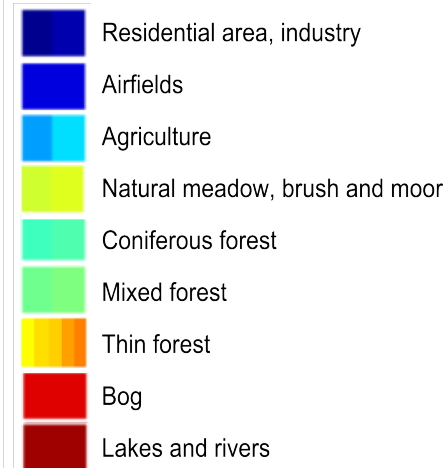 Residential area, industry
Airfields
Agriculture
Natural meadow, brush and moor
Coniferous forest
Mixed forest
Thin forest
Bog
Lakes and rivers